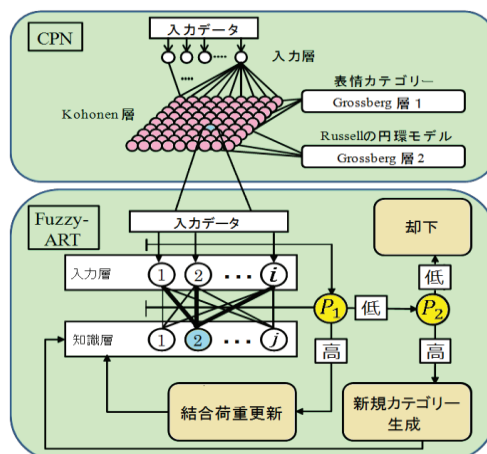 CPN
入力データ
入力層
‥‥
‥‥
Kohonen 層
表情カテゴリー
Grossberg 層 1
Russellの円環モデル
Grossberg 層 2
Fuzzy-
ART
入力データ
却下
入力層
1 2 ・・・ i
低
P1 低 P2
知識層
1 2 ・・・ j
高 高
結合荷重更新
新規カテゴリー
生成